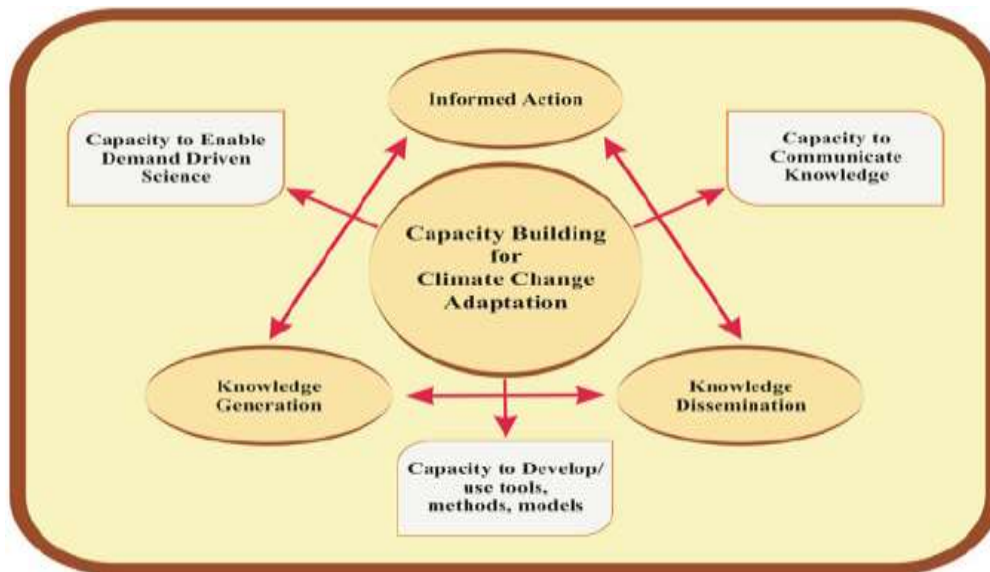 Informed Action
Capacity to Enable
Demand Driven
Science
Capacity to
Communicate
Knowledge
Capacity Building
for
Climate Change
Adaptation
Knowledge
Generation
Knowledge
Dissemination
Capacity to Develop/
use tools,
methods, models